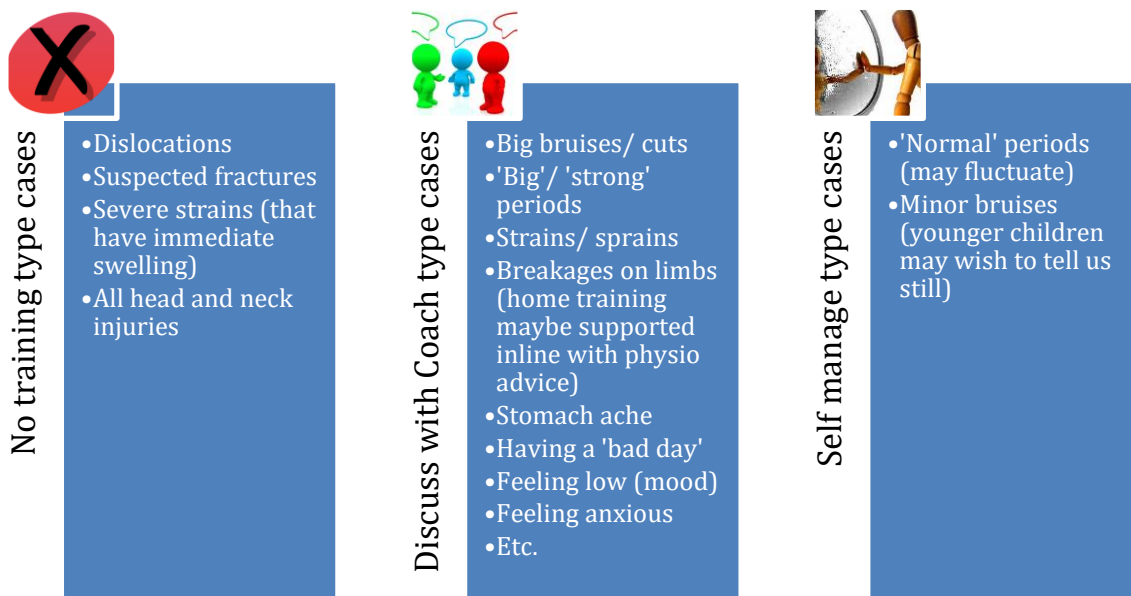 No training type cases
•Dislocations
•Suspected fractures
•Severe strains (that
have immediate
swelling)
•All head and neck
injuries
Discuss with Coach type cases
•Big bruises/ cuts
•'Big'/ 'strong'
periods
•Strains/ sprains
•Breakages on limbs
(home training
maybe supported
inline with physio
advice)
•Stomach ache
•Having a 'bad day'
•Feeling low (mood)
•Feeling anxious
•Etc.
Self manage type cases
•'Normal' periods
(may fluctuate)
•Minor bruises
(younger children
may wish to tell us
still)